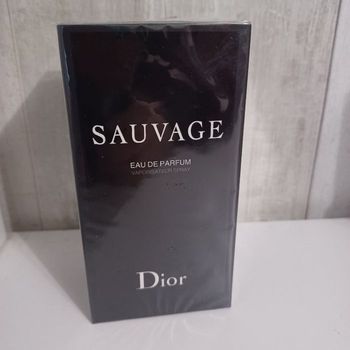 SAUVAGE
EAU DE PARFUM
VAPORISATEUR SPRAY
Dior